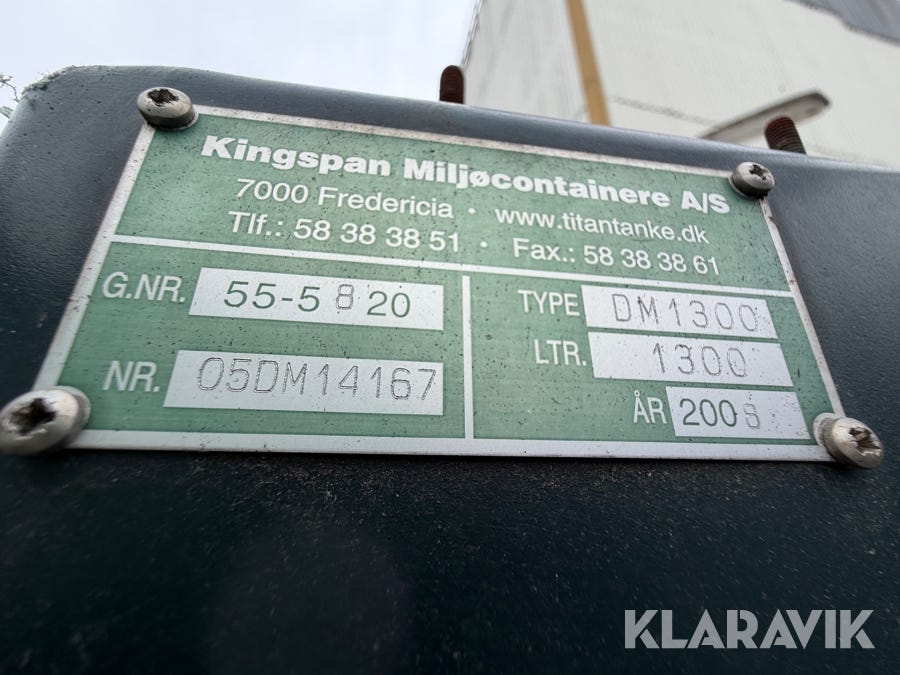 Kingspan Miljøcontainere A/S
7000 Fredericia · www.titantanke.dk
Tlf.: 58 38 38 51 · Fax.: 58 38 38 61
G.NR. 55-5 8 20
NR. 05DM14167
TYPE DM1300
LTR. 1300
ÅR 2008
KLARAVIK